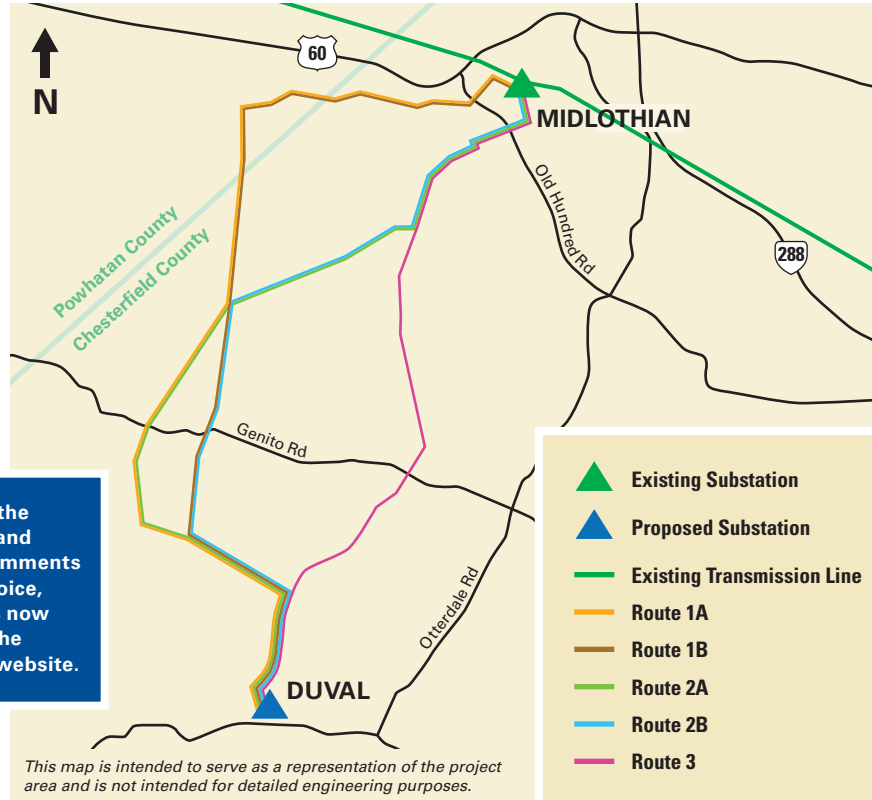 60
N
MIDLOTHIAN
Old Hundred Rd
288
Powhatan County
Chesterfield County
Genito Rd
Otterdale Rd
DUVAL
the
and
omments
oice,
now
he
website.
This map is intended to serve as a representation of the project
area and is not intended for detailed engineering purposes.
Existing Substation
Proposed Substation
Existing Transmission Line
Route 1A
Route 1B
Route 2A
Route 2B
Route 3